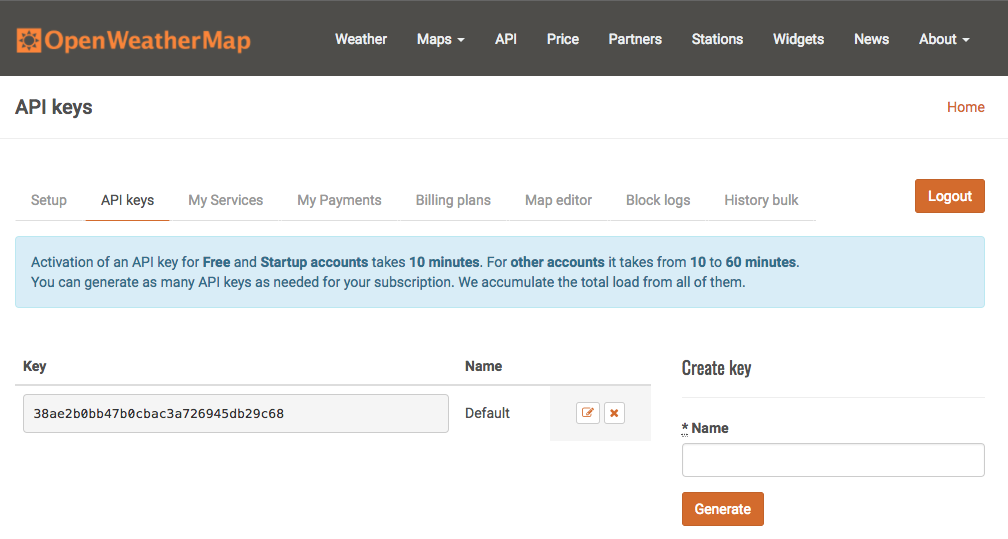 OpenWeatherMap
Weather Maps API Price Partners Stations Widgets News About
API keys
Home
Setup API keys My Services My Payments Billing plans Map editor Block logs History bulk
Logout
Activation of an API key for Free and Startup accounts takes 10 minutes. For other accounts it takes from 10 to 60 minutes.
You can generate as many API keys as needed for your subscription. We accumulate the total load from all of them.
Key Name
38ae2b0bb47b0cbac3a726945db29c68 Default
Create key
* Name
Generate